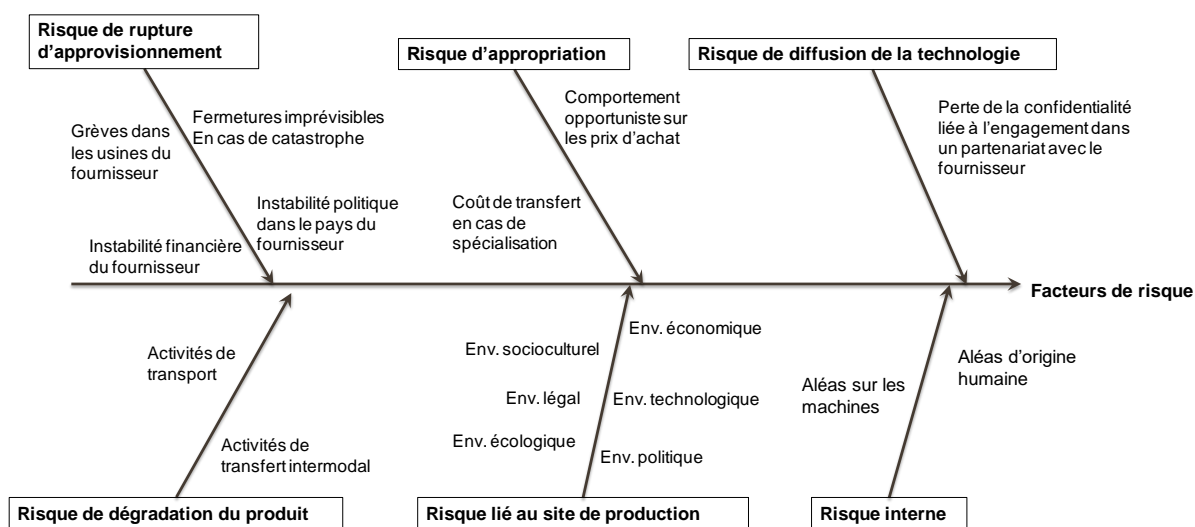 Risque de rupture
d'approvisionnement
Risque d'appropriation
Risque de diffusion de la technologie
Fermetures imprévisibles
En cas de catastrophe
Grèves dans
les usines du
fournisseur
Instabilité politique
dans le pays du
fournisseur
Instabilité financière
du fournisseur
Comportement
opportuniste sur
les prix d'achat
Coût de transfert
en cas de
spécialisation
Perte de la confidentialité
liée à l'engagement dans
un partenariat avec le
fournisseur
Facteurs de risque
Activités de
transport
Activités de
transfert intermodal
Env. économique
Env. socioculturel
Env. légal
Env. technologique
Env. écologique
Env. politique
Aléas sur les
machines
Aléas d'origine
humaine
Risque de dégradation du produit
Risque lié au site de production
Risque interne